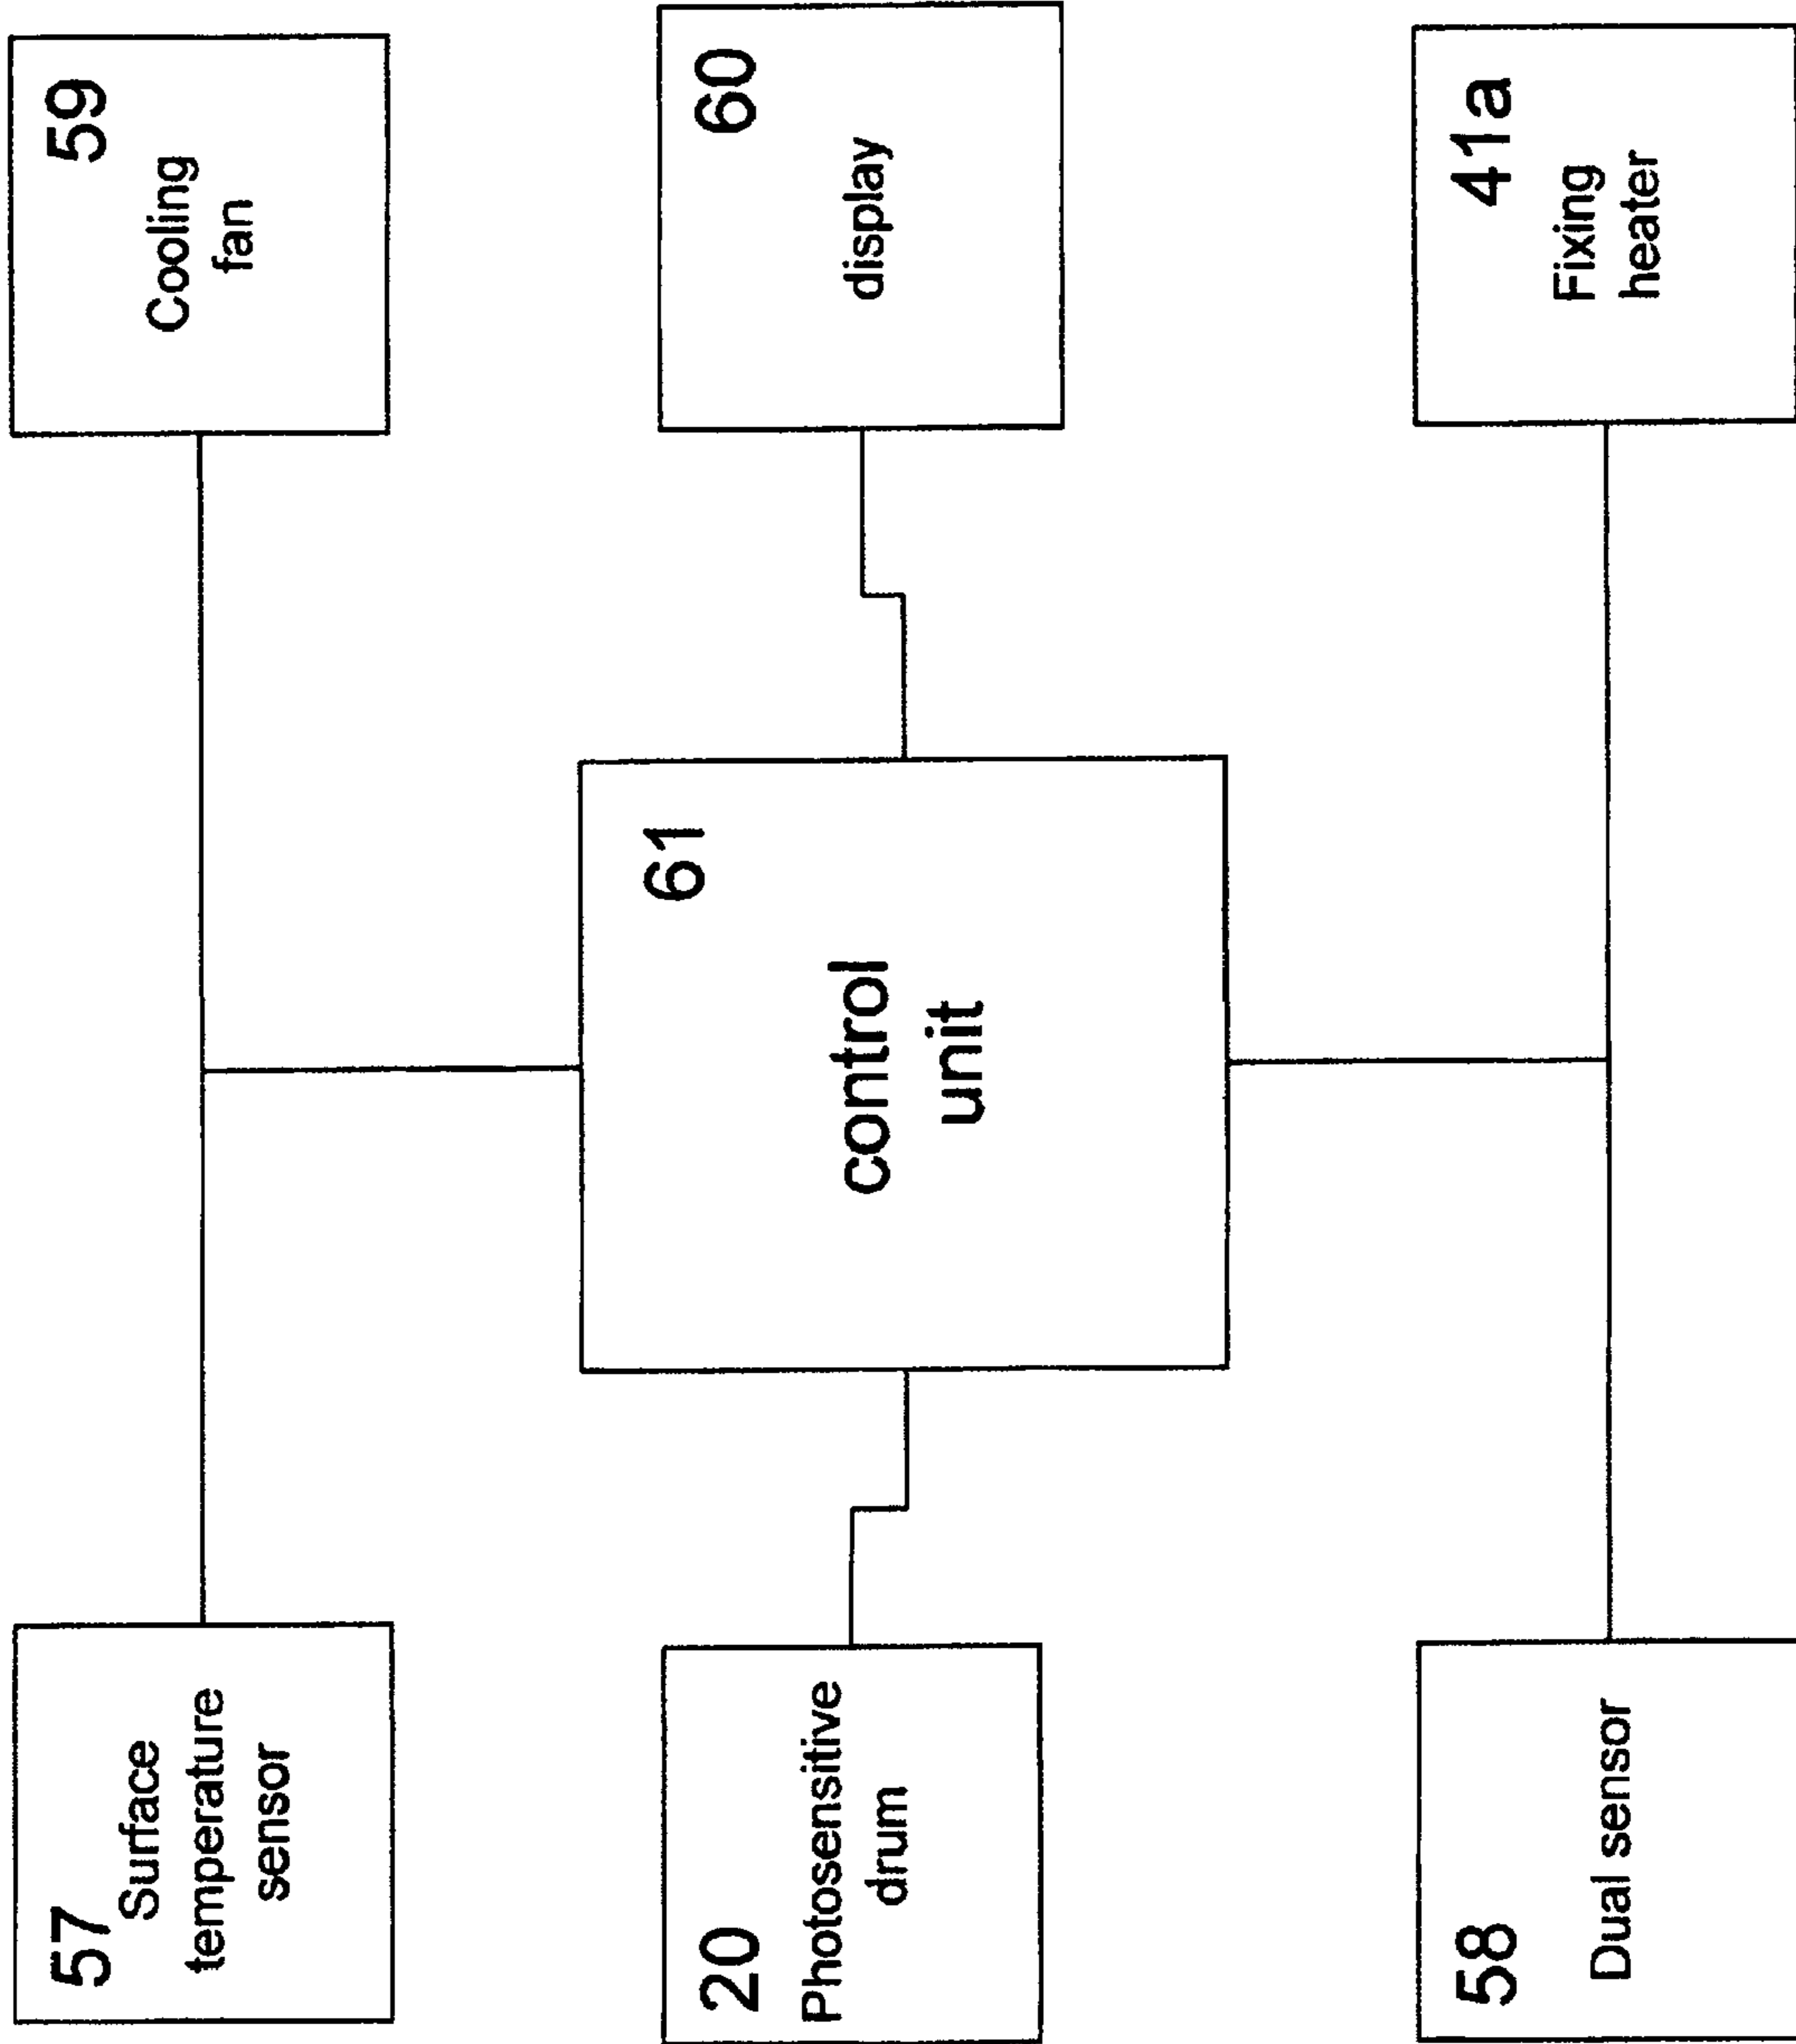 57
Surface
temperature
sensor
59
Cooling
fan
20
Photosensitive
drum
61
control
unit
60
display
58
Dual sensor
41a
Fixing
heater